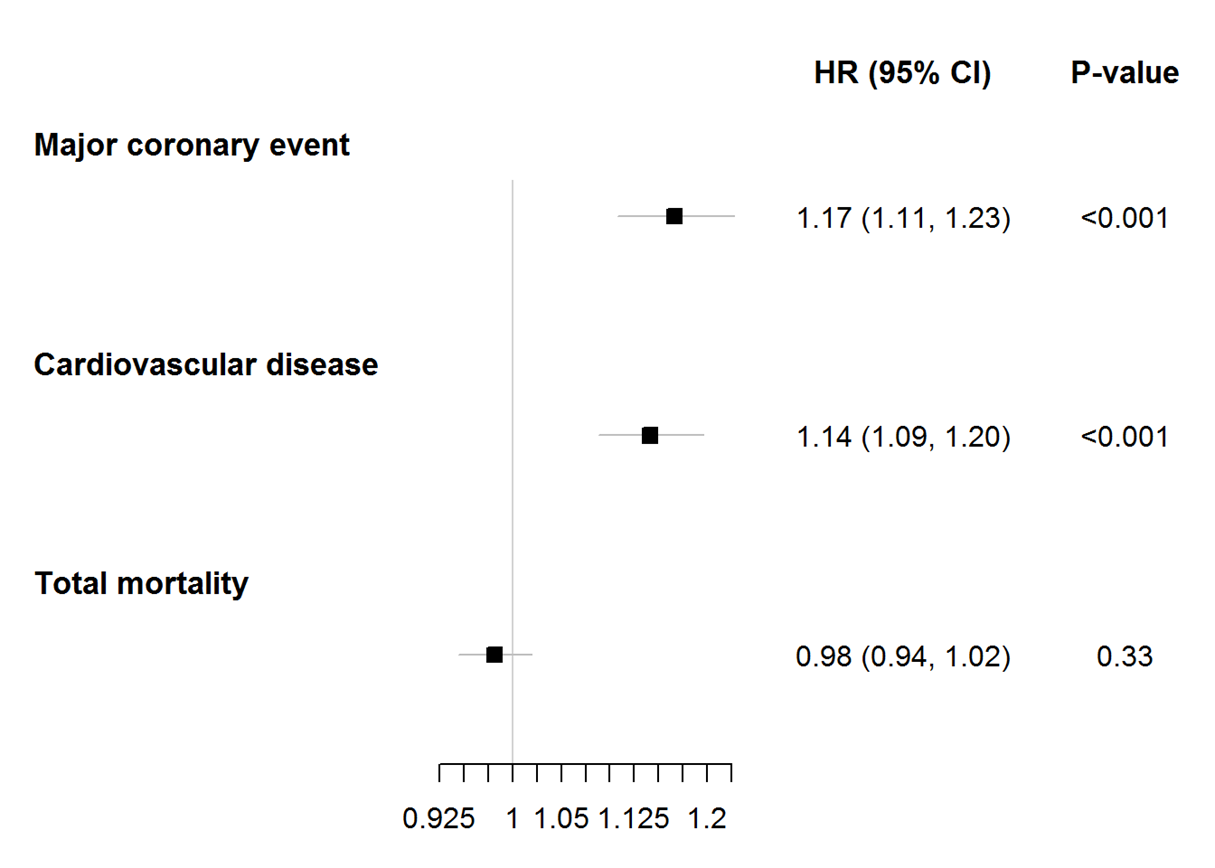 HR (95% CI) P-value
Major coronary event
1.17 (1.11, 1.23) <0.001
Cardiovascular disease
1.14 (1.09, 1.20) <0.001
Total mortality
0.98 (0.94, 1.02) 0.33
0.925 1 1.05 1.125 1.2